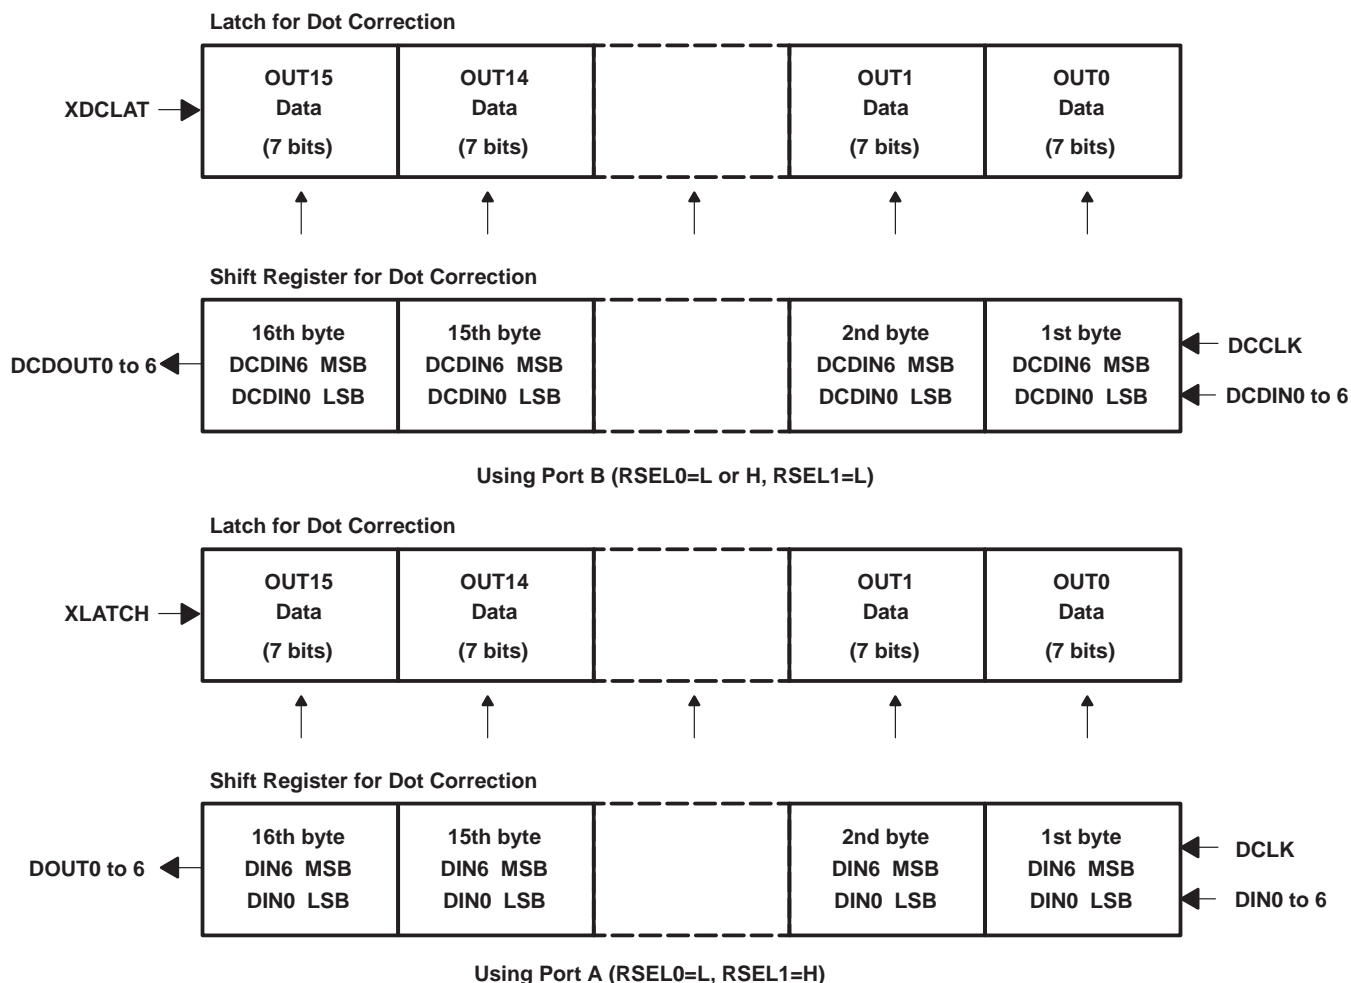 Latch for Dot Correction
XDCLAT
OUT15 Data (7 bits)
OUT14 Data (7 bits)
OUT1 Data (7 bits)
OUT0 Data (7 bits)
Shift Register for Dot Correction
DCDOUT0 to 6
16th byte DCDIN6 MSB DCDIN0 LSB
15th byte DCDIN6 MSB DCDIN0 LSB
2nd byte DCDIN6 MSB DCDIN0 LSB
1st byte DCDIN6 MSB DCDIN0 LSB
DCCLK
DCDIN0 to 6
Using Port B (RSEL0=L or H, RSEL1=L)
Latch for Dot Correction
XLATCH
OUT15 Data (7 bits)
OUT14 Data (7 bits)
OUT1 Data (7 bits)
OUT0 Data (7 bits)
Shift Register for Dot Correction
DOUT0 to 6
16th byte DIN6 MSB DIN0 LSB
15th byte DIN6 MSB DIN0 LSB
2nd byte DIN6 MSB DIN0 LSB
1st byte DIN6 MSB DIN0 LSB
DCLK
DIN0 to 6
Using Port A (RSEL0=L, RSEL1=H)